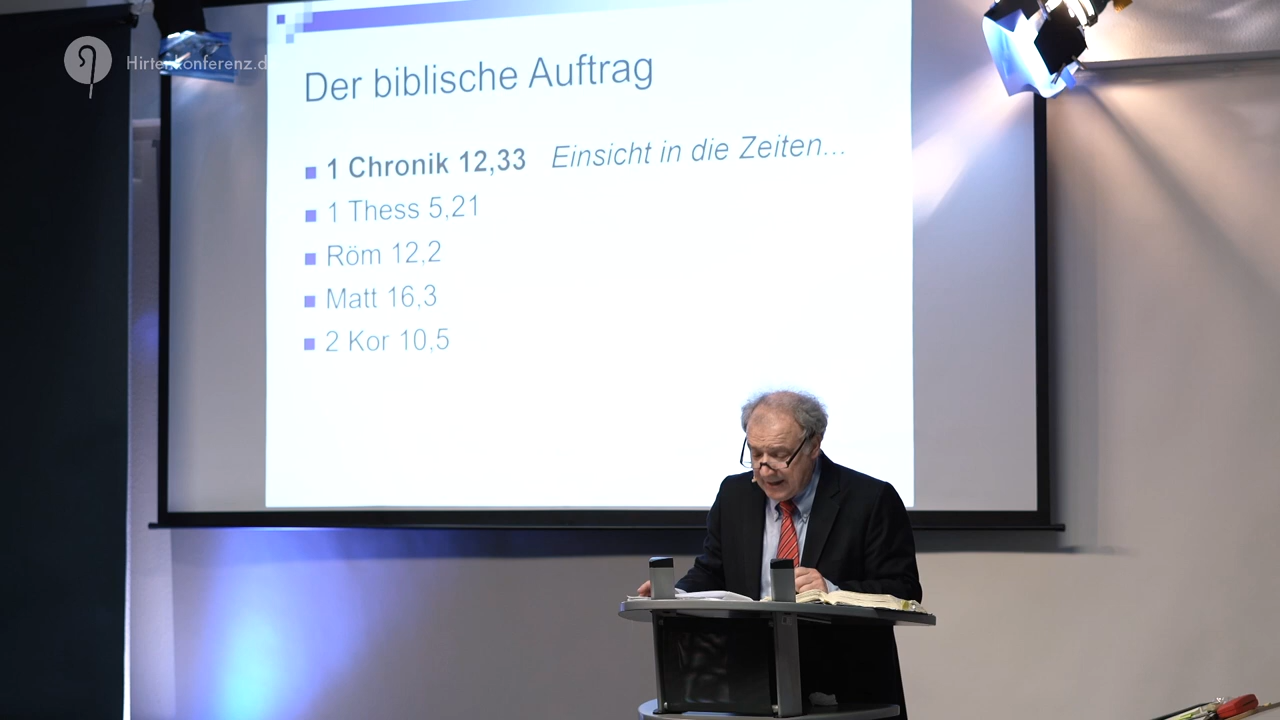 Hirtenkonferenz.d
Der biblische Auftrag
1 Chronik 12,33 Einsicht in die Zeiten...
1 Thess 5,21
Röm 12,2
Matt 16,3
2 Kor 10,5